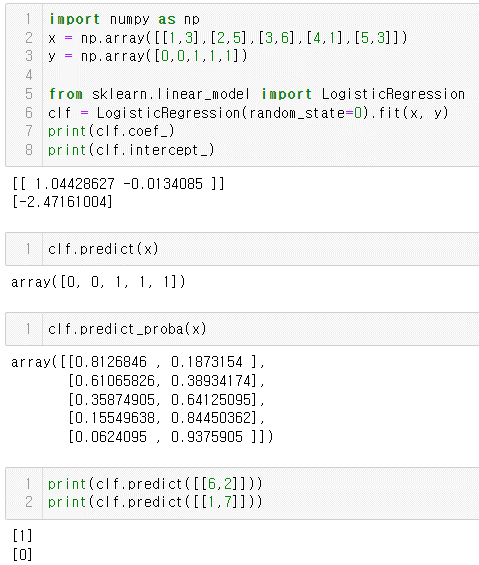 1 import numpy as np
2 x = np.array([[1,3],[2,5],[3,6],[4,1],[5,3]])
3 y = np.array([0,0,1,1,1])
4
5 from sklearn.linear_model import LogisticRegression
6 clf = LogisticRegression(random_state=0).fit(x, y)
7 print(clf.coef_)
8 print(clf.intercept_)
[[ 1.04428627 -0.0134085 ]]
[-2.47161004]
1 clf.predict(x)
array([0, 0, 1, 1, 1])
1 clf.predict_proba(x)
array([[0.8126846 , 0.1873154 ],
       [0.61065826, 0.38934174],
       [0.35874905, 0.64125095],
       [0.15549638, 0.84450362],
       [0.0624095 , 0.9375905 ]])
1 print(clf.predict([[6,2]]))
2 print(clf.predict([[1,7]]))
[1]
[0]